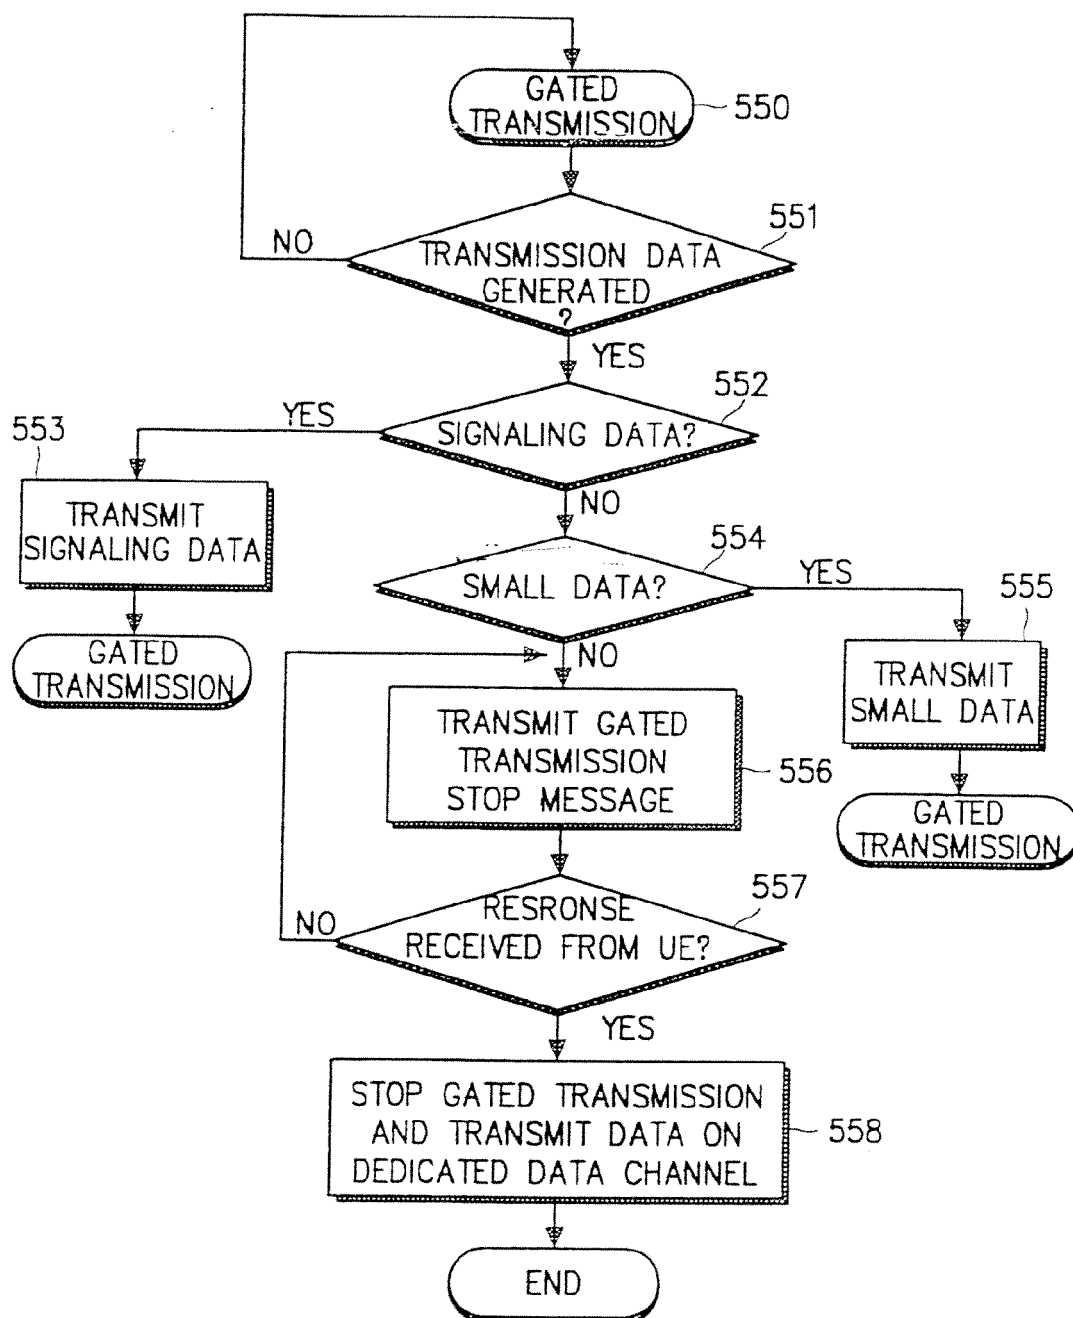 GATED
TRANSMISSION
550
551
NO
TRANSMISSION DATA
GENERATED
?
YES
552
YES
553
SIGNALING DATA?
NO
TRANSMIT
SIGNALING DATA
554
SMALL DATA?
YES
555
GATED
TRANSMISSION
NO
TRANSMIT
SMALL DATA
TRANSMIT GATED
TRANSMISSION
STOP MESSAGE
556
GATED
TRANSMISSION
557
RESRONSE
RECEIVED FROM UE?
NO
YES
STOP GATED TRANSMISSION
AND TRANSMIT DATA ON
DEDICATED DATA CHANNEL
558
END